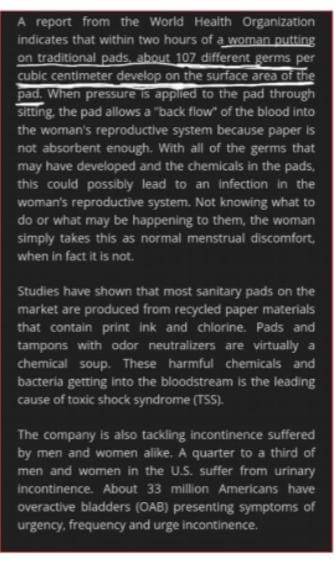 A report from the World Health Organization
indicates that within two hours of a woman putting
on traditional pads, about 107 different germs per
cubic centimeter develop on the surface area of the
pad. When pressure is applied to the pad through
sitting, the pad allows a "back flow" of the blood into
the woman's reproductive system because paper is
not absorbent enough. With all of the germs that
may have developed and the chemicals in the pads,
this could possibly lead to an infection in the
woman's reproductive system. Not knowing what to
do or what may be happening to them, the woman
simply takes this as normal menstrual discomfort,
when in fact it is not.
Studies have shown that most sanitary pads on the
market are produced from recycled paper materials
that contain print ink and chlorine. Pads and
tampons with odor neutralizers are virtually a
chemical soup. These harmful chemicals and
bacteria getting into the bloodstream is the leading
cause of toxic shock syndrome (TSS).
The company is also tackling incontinence suffered
by men and women alike. A quarter to a third of
men and women in the U.S. suffer from urinary
incontinence. About 33 million Americans have
overactive bladders (OAB) presenting symptoms of
urgency, frequency and urge incontinence.